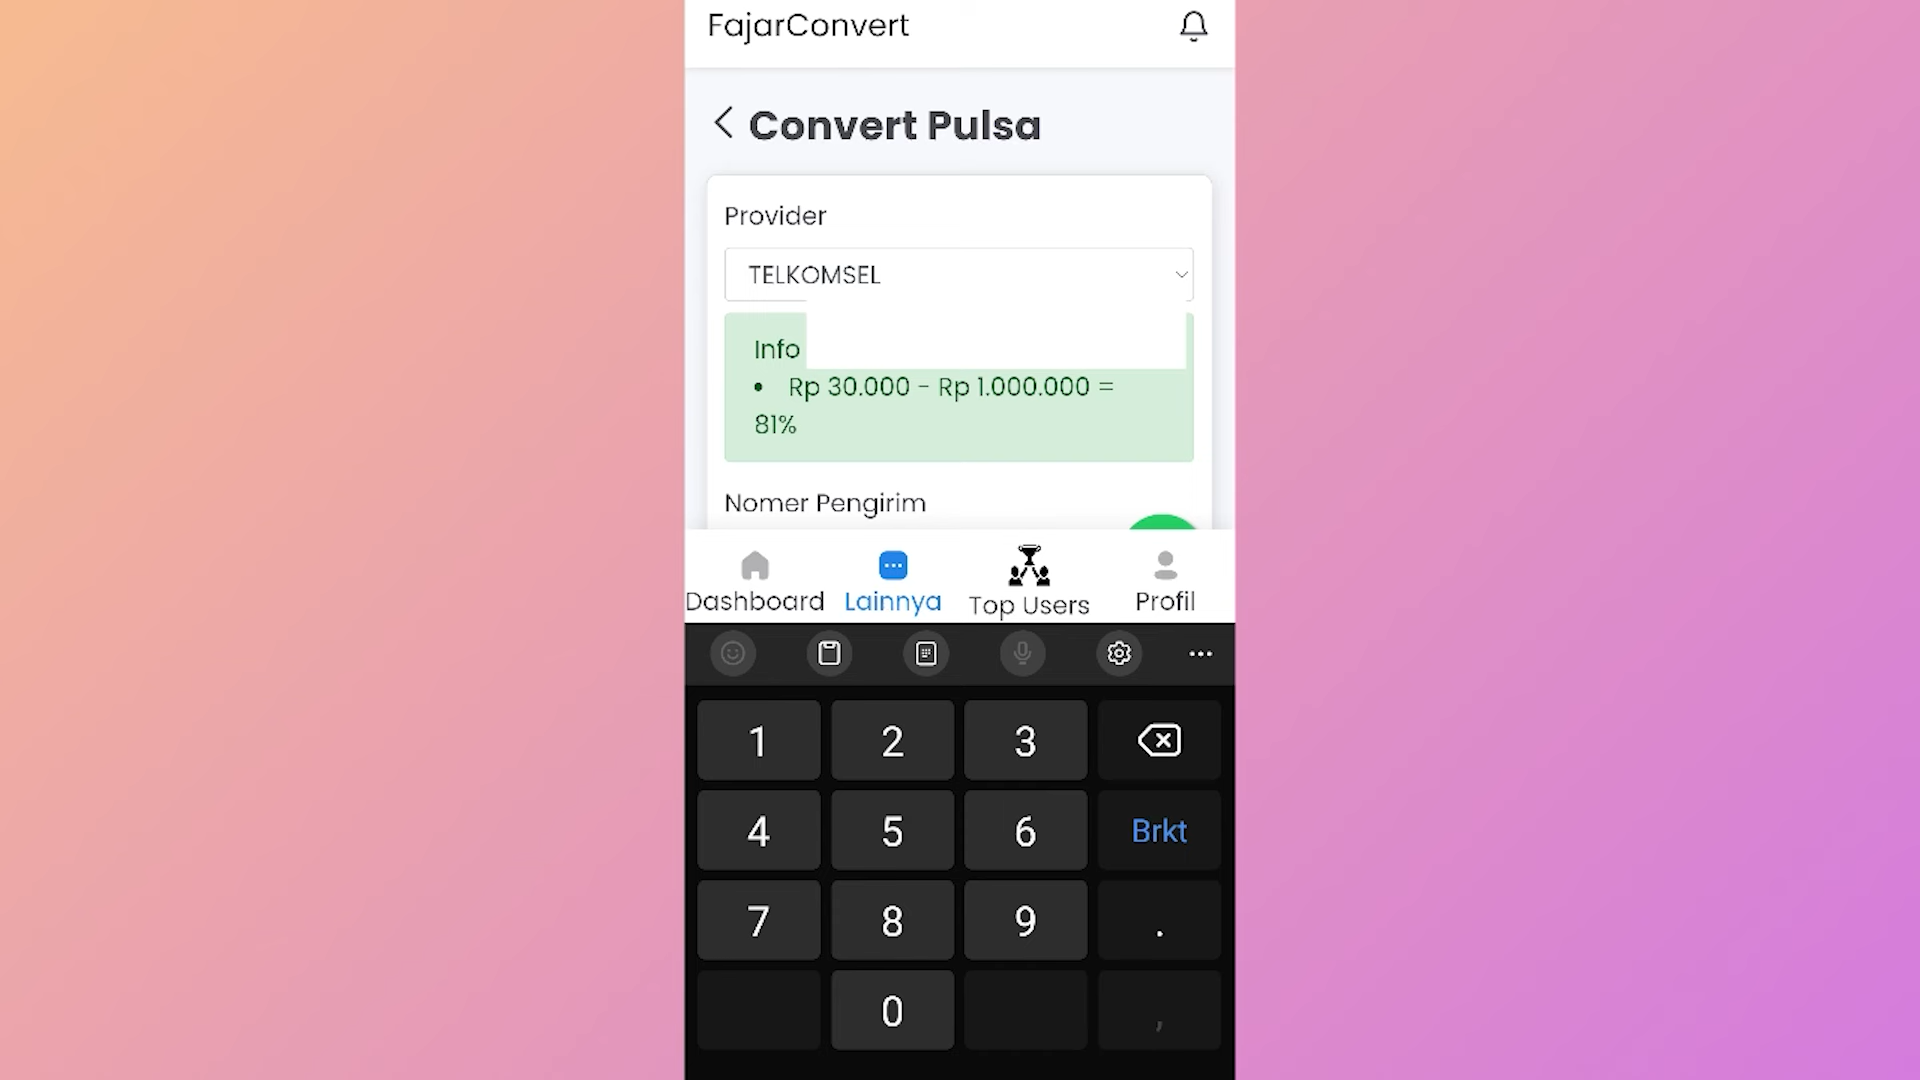 FajarConvert
Convert Pulsa
Provider
TELKOMSEL
Info
• Rp 30.000 - Rp 1.000.000 =
81%
Nomer Pengirim
Dashboard Lainnya Top Users Profil
1 2 3
4 5 6 Brkt
7 8 9 .
0 ,